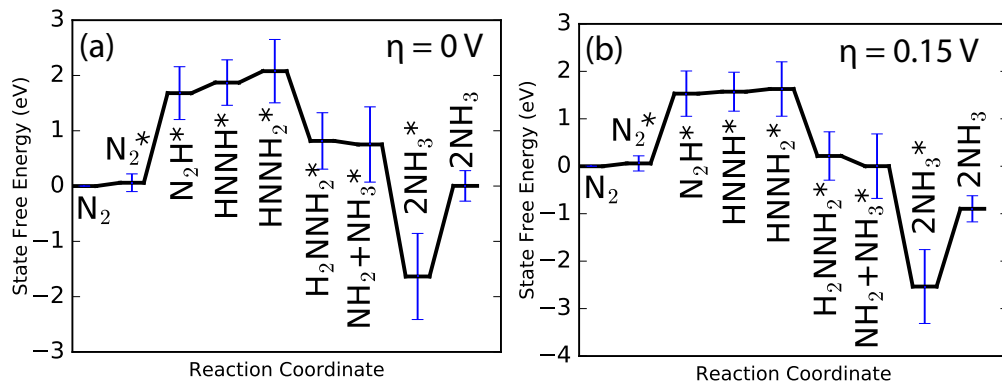 (a)
η = 0 V
State Free Energy (eV)
3
2
1
0
−1
−2
−3
N₂
N₂*
N₂H*
HNNH*
HNNH₂*
H₂NNH₂*
NH₂+NH₃*
2NH₃*
2NH₃
Reaction Coordinate
(b)
η = 0.15 V
State Free Energy (eV)
3
2
1
0
−1
−2
−3
−4
N₂
N₂*
N₂H*
HNNH*
HNNH₂*
H₂NNH₂*
NH₂+NH₃*
2NH₃*
2NH₃
Reaction Coordinate